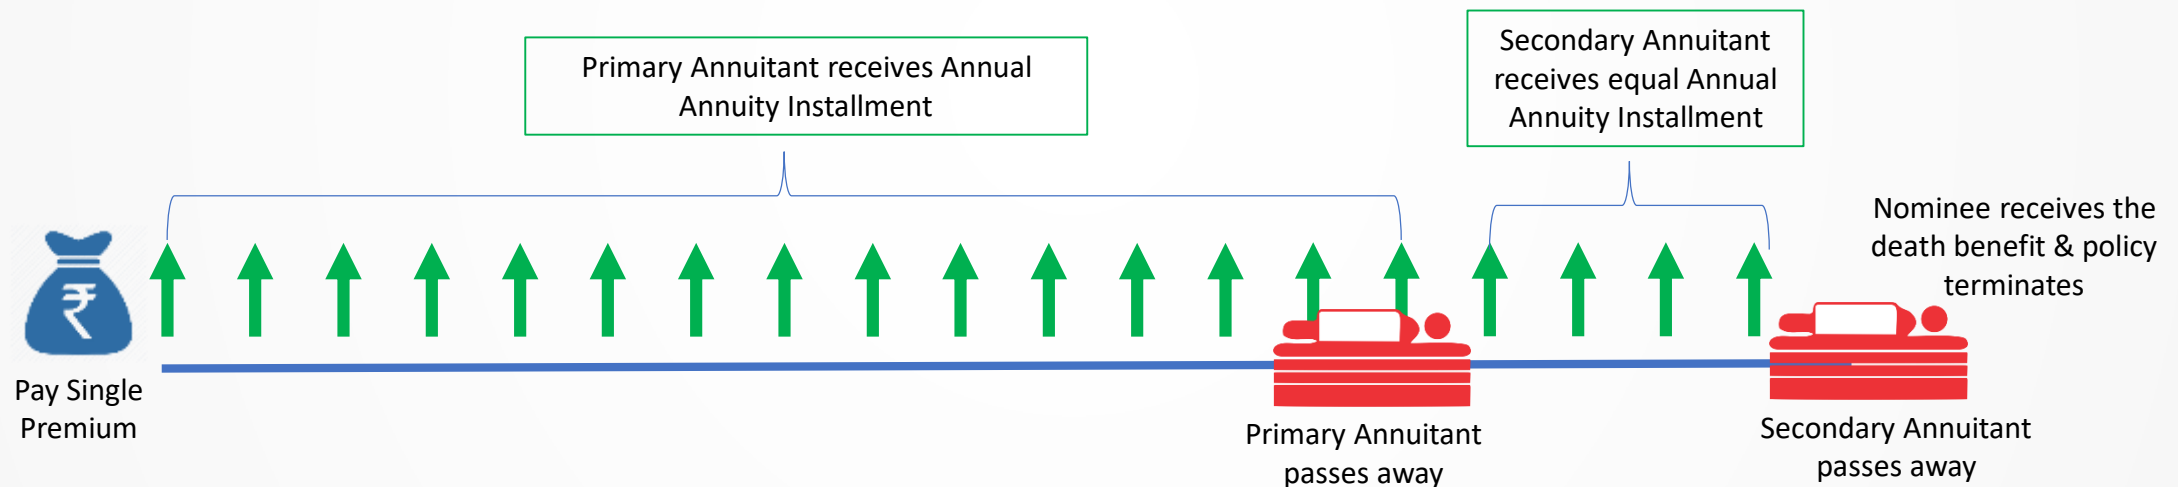 Primary Annuitant receives Annual
Annuity Installment
Secondary Annuitant
receives equal Annual
Annuity Installment
Nominee receives the
death benefit & policy
terminates
₹
Pay Single
Premium
Primary Annuitant
passes away
Secondary Annuitant
passes away